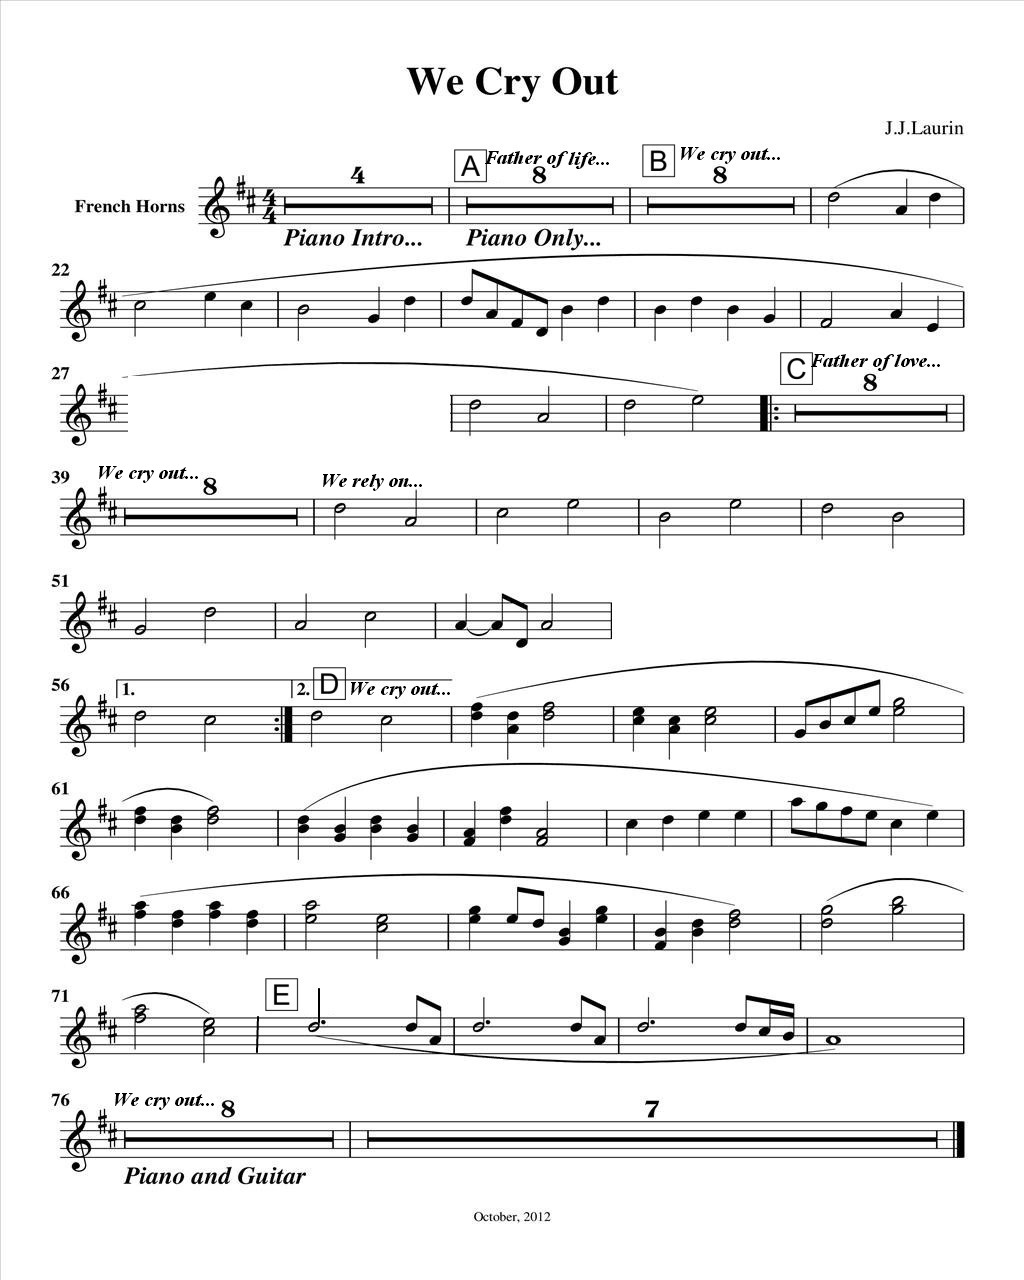 We Cry Out
J.J.Laurin
A Father of life... B We cry out...
4 8 8
French Horns 4/4
Piano Intro... Piano Only...
22
27 C Father of love...
8
39 We cry out... 8 We rely on...
51
56 1. 2. D We cry out...
61
66
71 E
76 We cry out... 8 7
Piano and Guitar
October, 2012